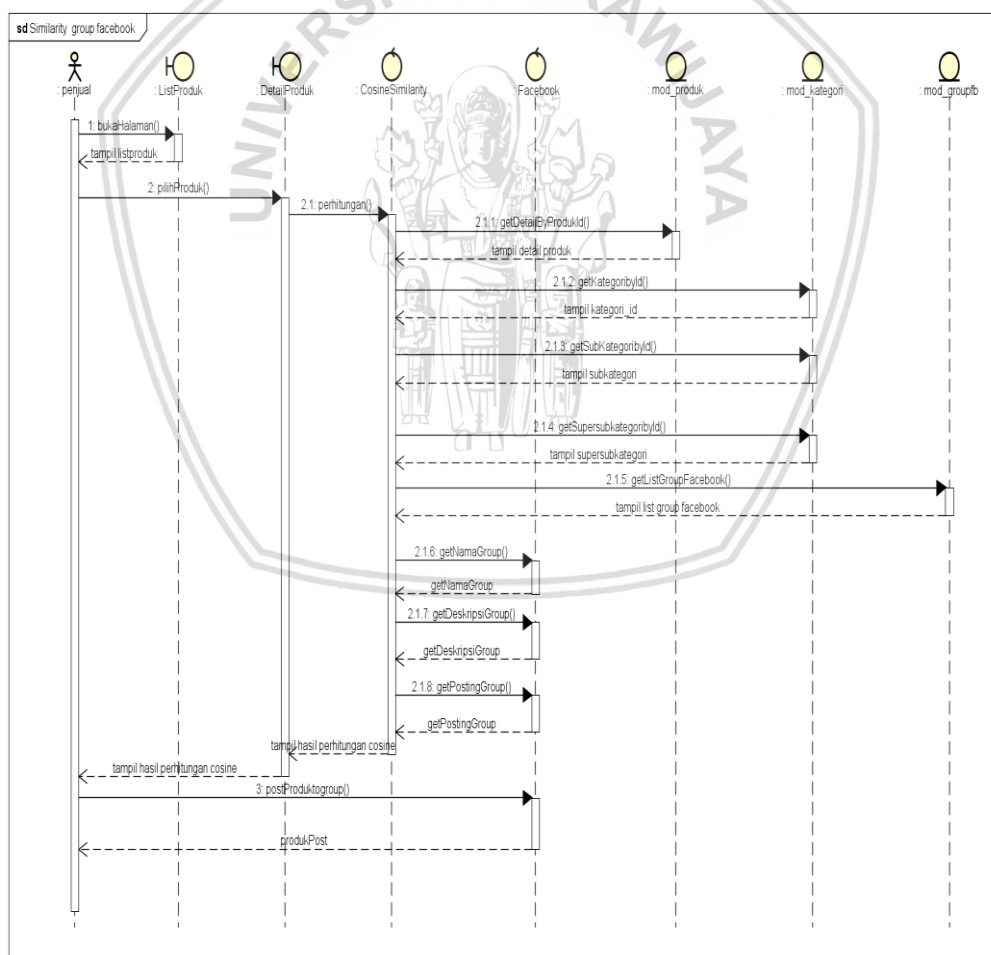 sd Similarity group facebook
: penjual
: ListProduk
: DetailProduk
: CosineSimilarity
: Facebook
: mod_produk
: mod_kategori
: mod_groupfb
1: bukaHalaman()
tampil listproduk
2: pilihProduk()
2.1: perhitungan()
2.1.1: getDetailByProdukId()
tampil detail produk
2.1.2: getKategoribyId()
tampil kategori_id
2.1.3: getSubKategoribyId()
tampil subkategori
2.1.4: getSupersubkategoribyId()
tampil supersubkategori
2.1.5: getListGroupFacebook()
tampil list group facebook
2.1.6: getNamaGroup()
getNamaGroup
2.1.7: getDeskripsiGroup()
getDeskripsiGroup
2.1.8: getPostingGroup()
getPostingGroup
tampil hasil perhitungan cosine
tampil hasil perhitungan cosine
3: postProduktogroup()
produkPost